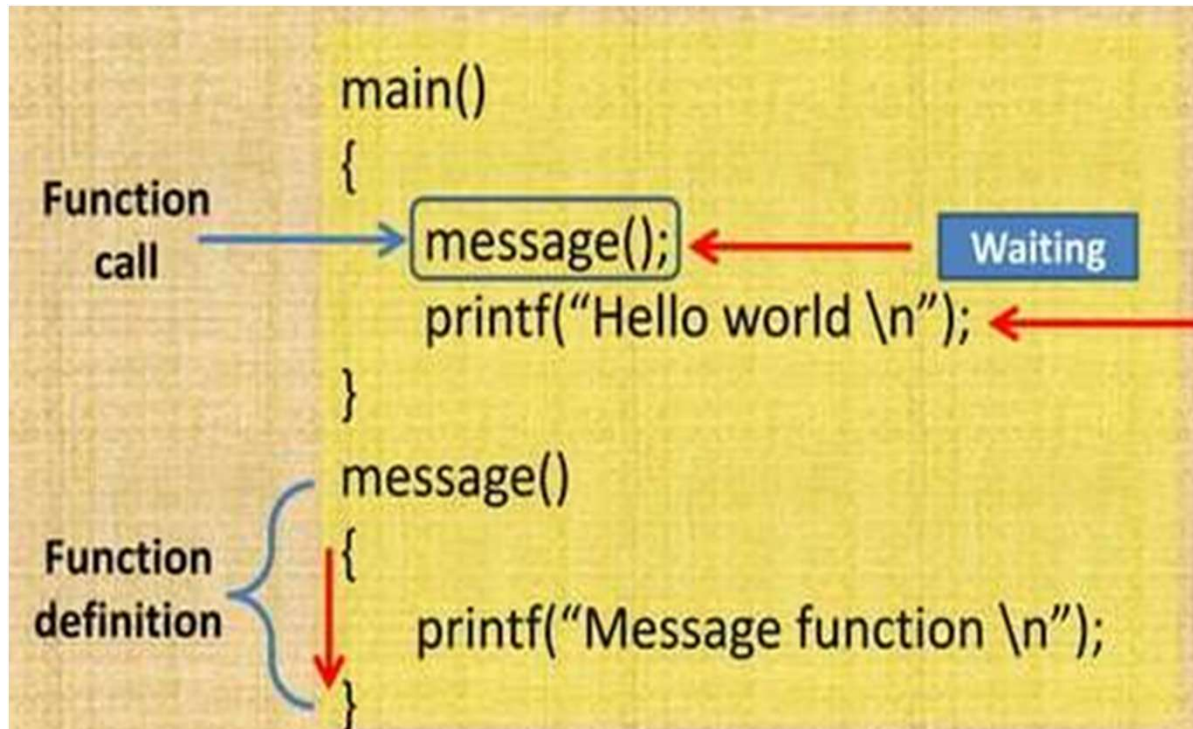 main()
{
Function
call
message();
Waiting
printf(“Hello world \n”);
}
message()
Function
definition
{
printf(“Message function \n”);
}